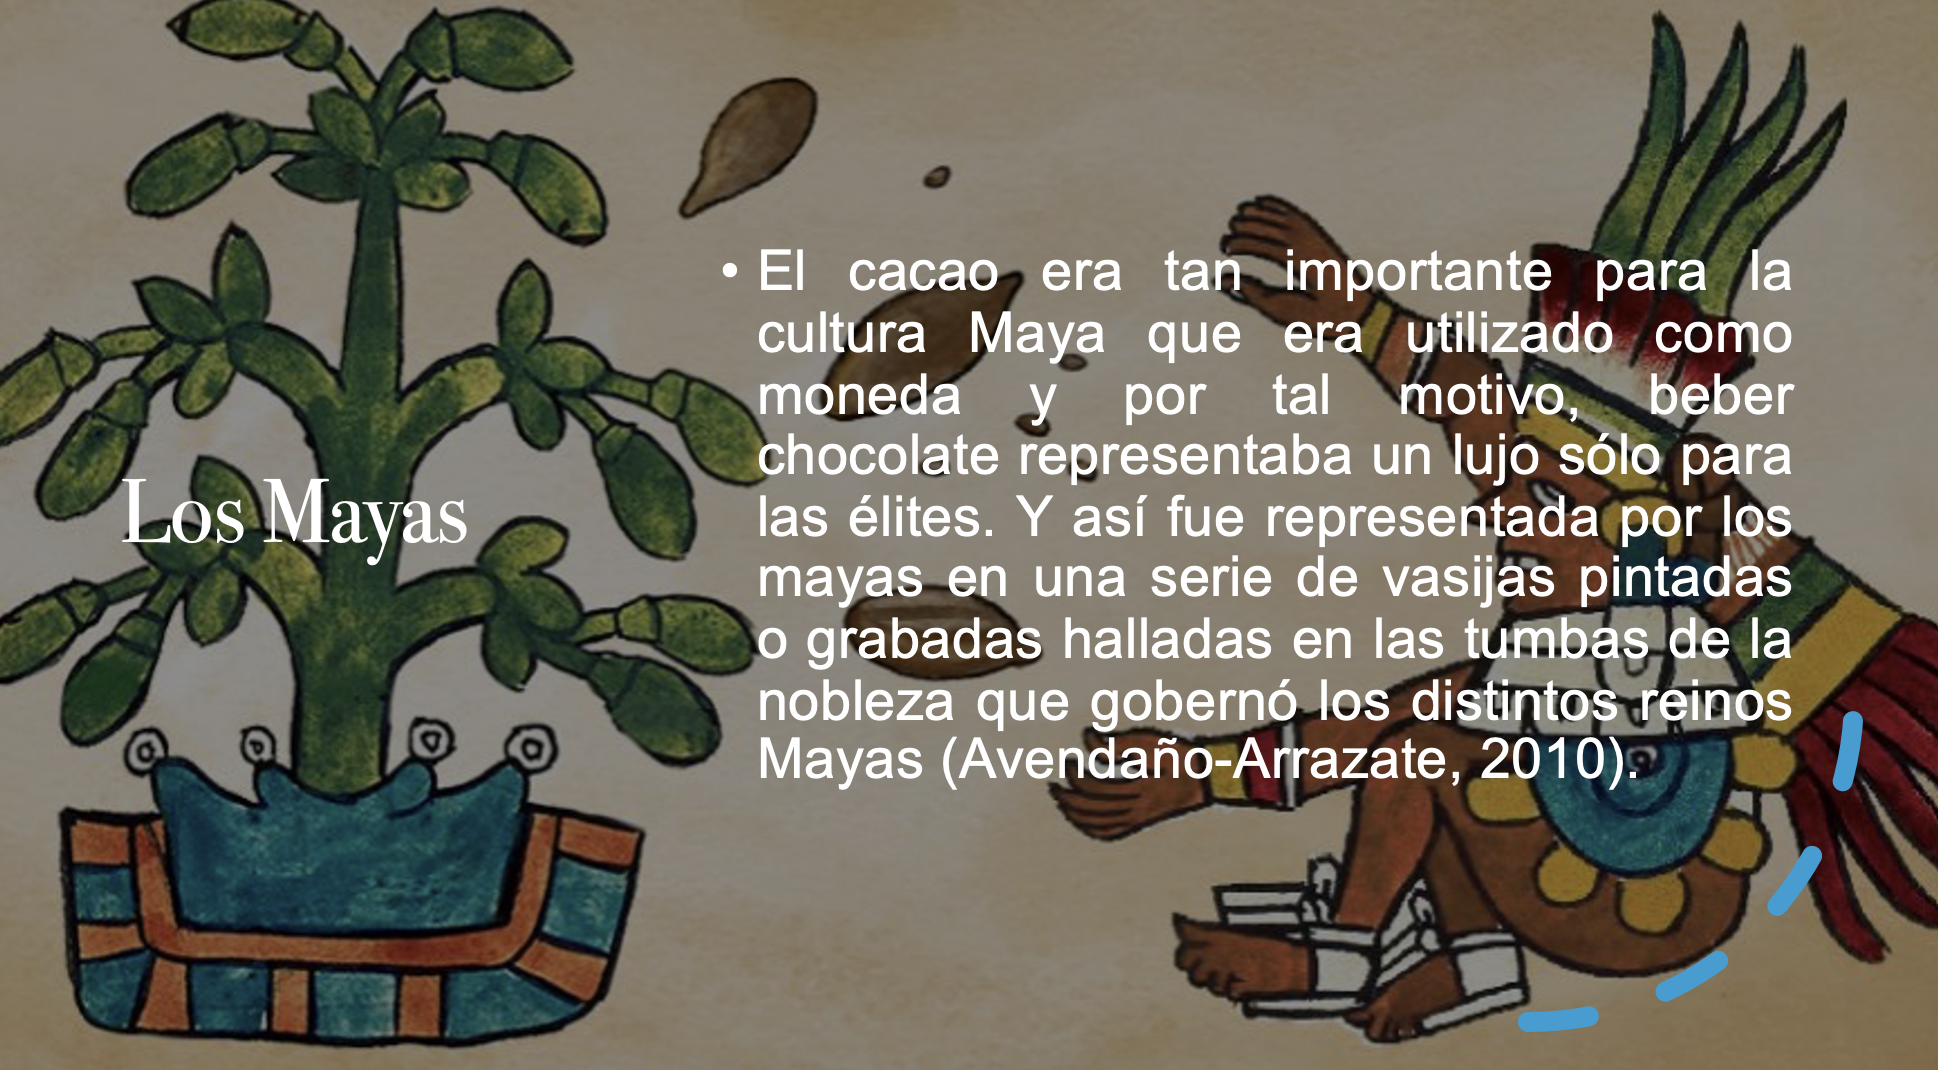 Los Mayas
• El cacao era tan importante para la
cultura Maya que era utilizado como
moneda y por tal motivo, beber
chocolate representaba un lujo sólo para
las élites. Y así fue representada por los
mayas en una serie de vasijas pintadas
o grabadas halladas en las tumbas de la
nobleza que gobernó los distintos reinos
Mayas (Avendaño-Arrazate, 2010).